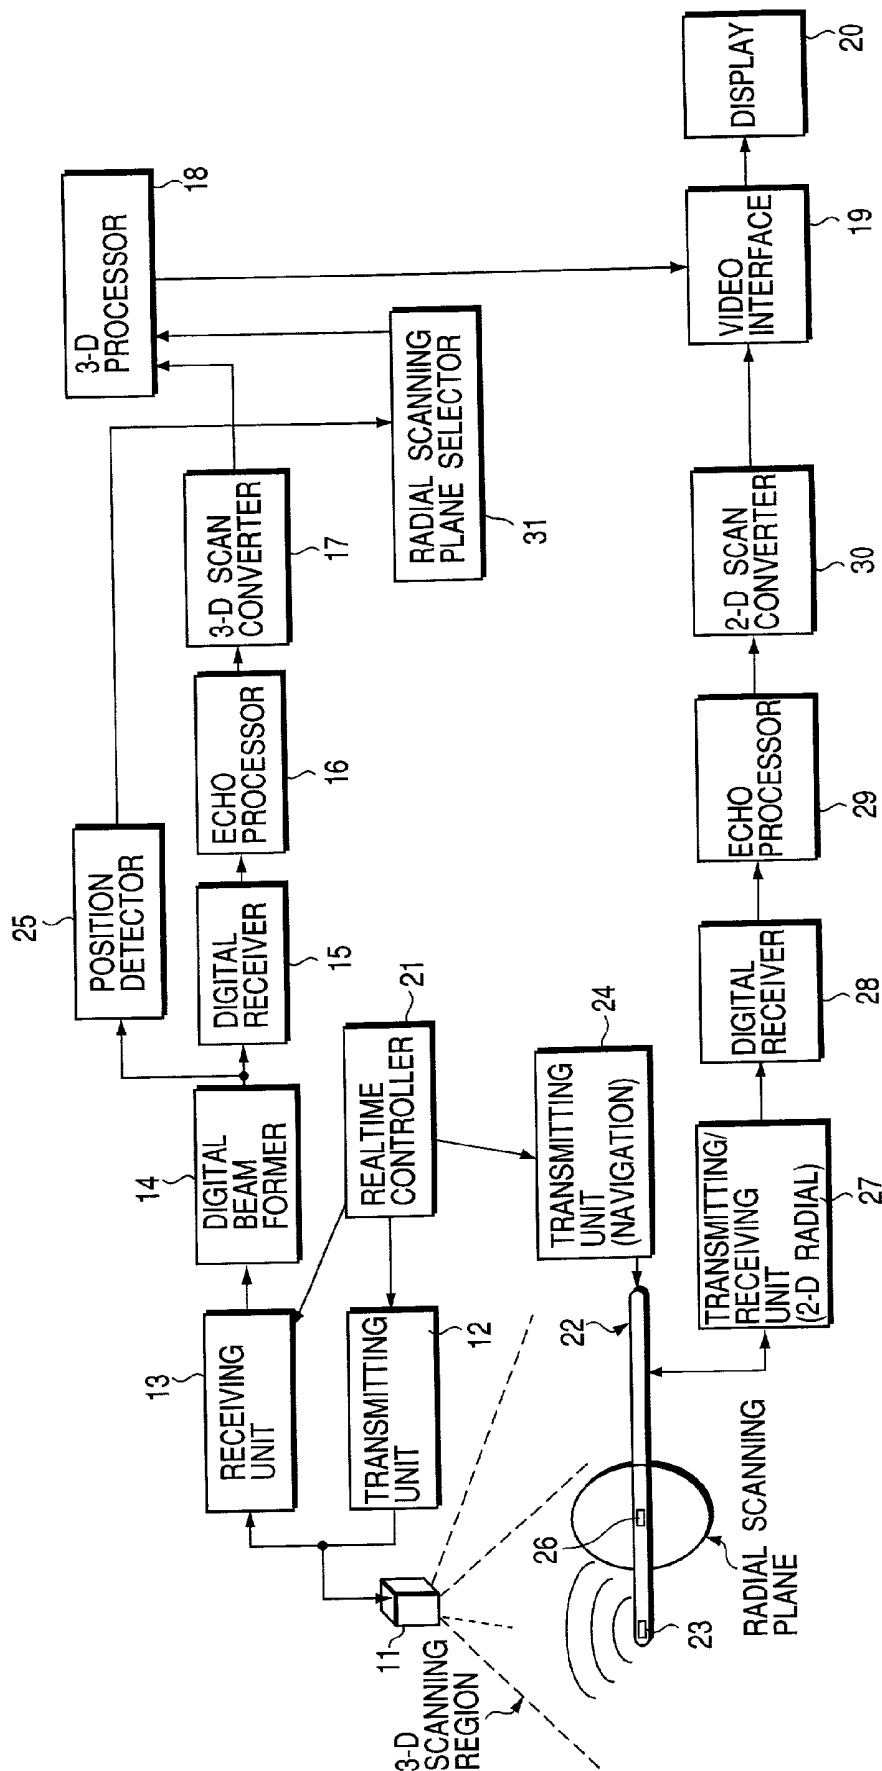 3-D
PROCESSOR
18
DISPLAY
20
VIDEO
INTERFACE
19
RADIAL SCANNING
PLANE SELECTOR
31
3-D SCAN
CONVERTER
17
2-D SCAN
CONVERTER
30
ECHO
PROCESSOR
16
ECHO
PROCESSOR
29
25
POSITION
DETECTOR
DIGITAL
RECEIVER
15
DIGITAL
RECEIVER
28
14
DIGITAL
BEAM
FORMER
REALTIME
CONTROLLER
21
TRANSMITTING
UNIT
(NAVIGATION)
24
TRANSMITTING/
RECEIVING
UNIT
(2-D RADIAL)
27
13
RECEIVING
UNIT
TRANSMITTING
UNIT
12
22
26
23
RADIAL SCANNING
PLANE
11
3-D
SCANNING
REGION